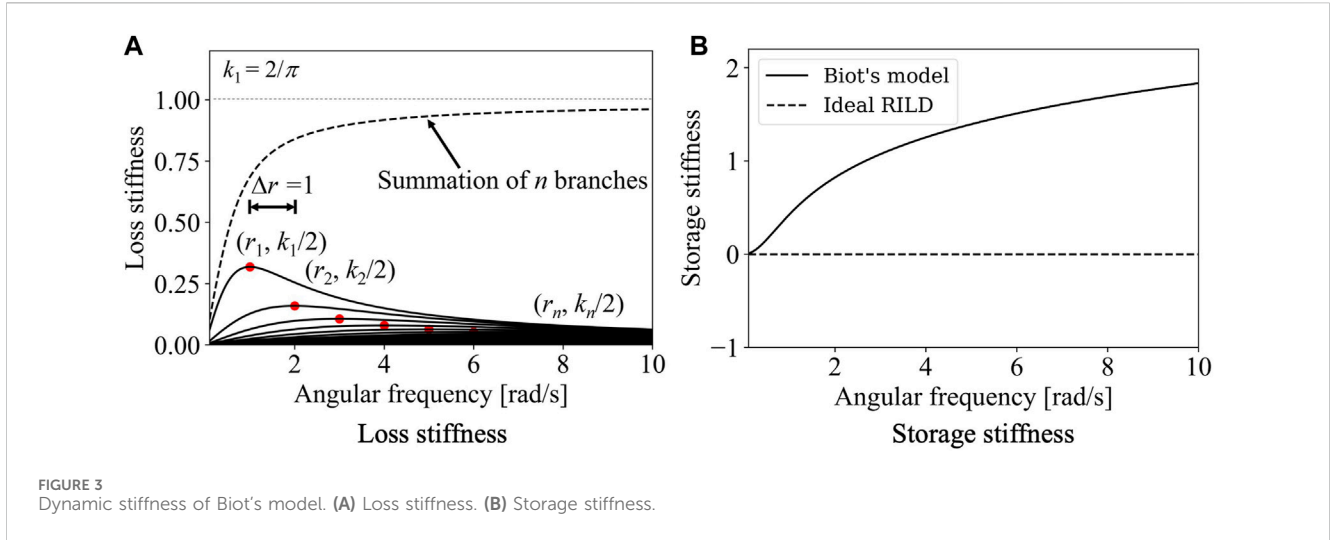 A
k₁ = 2/π
1.00
0.75
0.50
0.25
0.00
Loss stiffness
Summation of n branches
Δr =1
(r₁, k₁/2)
(r₂, k₂/2)
(rₙ, kₙ/2)
2 4 6 8 10
Angular frequency [rad/s]
Loss stiffness
B
2
1
0
−1
Storage stiffness
Biot's model
Ideal RILD
2 4 6 8 10
Angular frequency [rad/s]
Storage stiffness
FIGURE 3
Dynamic stiffness of Biot's model. (A) Loss stiffness. (B) Storage stiffness.